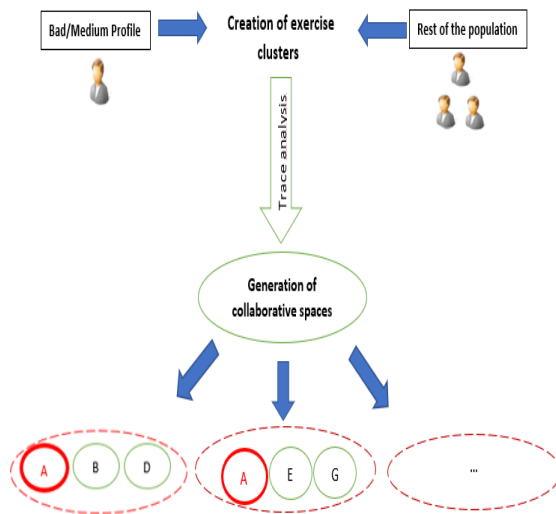 Bad/Medium Profile
Creation of exercise
clusters
Rest of the population
Trace analysis
Generation of
collaborative spaces
A B D
A E G
...